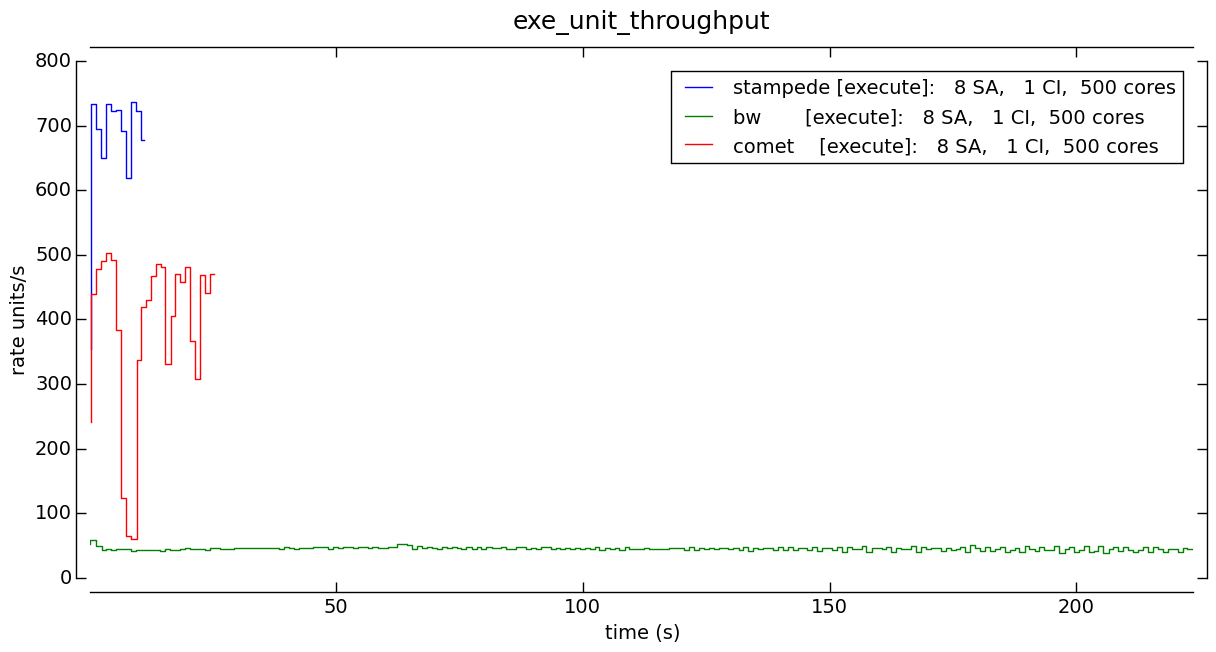 exe_unit_throughput
800
700
600
500
400
300
200
100
0
rate units/s
stampede [execute]:   8 SA,   1 CI,  500 cores
bw       [execute]:   8 SA,   1 CI,  500 cores
comet    [execute]:   8 SA,   1 CI,  500 cores
50 100 150 200
time (s)